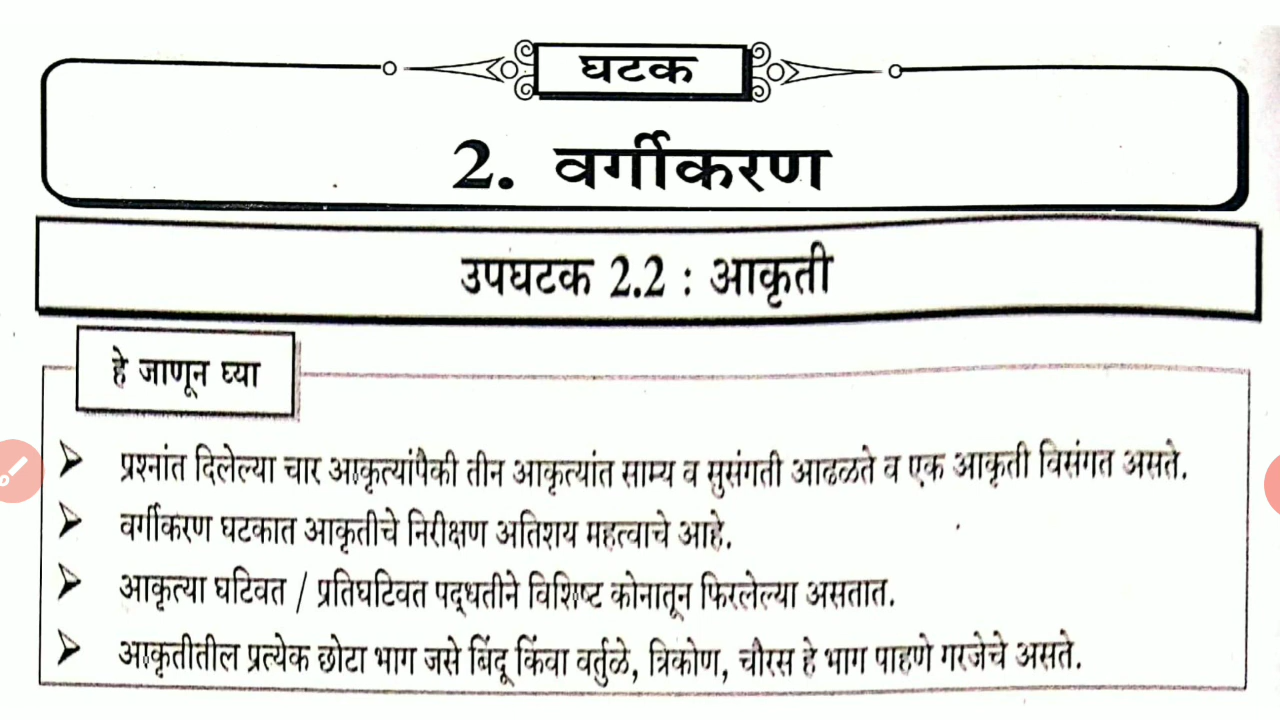 घटक
2. वर्गीकरण
उपघटक 2.2 : आकृती
हे जाणून घ्या
प्रश्नांत दिलेल्या चार आकृत्यांपैकी तीन आकृत्यांत साम्य व सुसंगती आढळते व एक आकृती विसंगत असते.
वर्गीकरण घटकात आकृतीचे निरीक्षण अतिशय महत्वाचे आहे.
आकृत्या घटिवत / प्रतिघटिवत पद्धतीने विशिष्ट कोनातून फिरलेल्या असतात.
आकृतीतील प्रत्येक छोटा भाग जसे बिंदू किंवा वर्तुळे, त्रिकोण, चौरस हे भाग पाहणे गरजेचे असते.